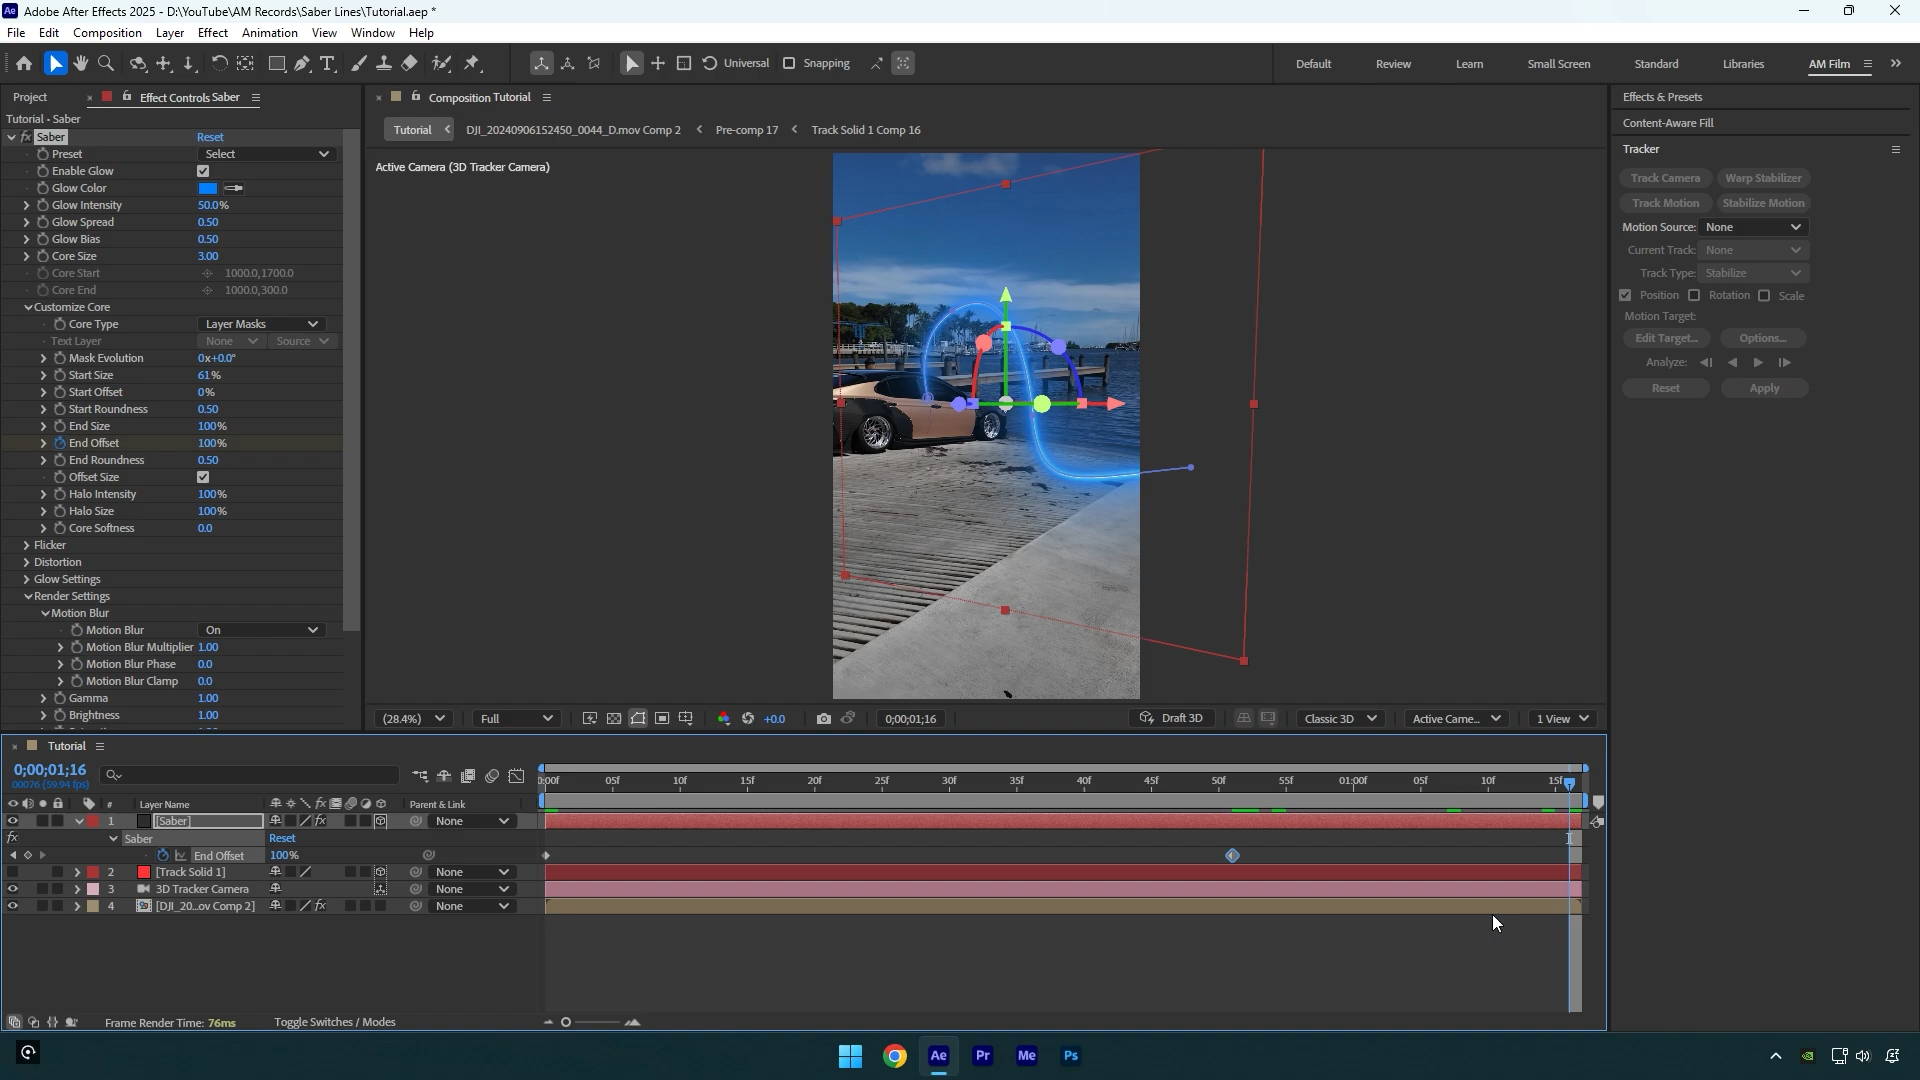 Adobe After Effects 2025 - D:\YouTube\AM Records\Saber Lines\Tutorial.aep *
File Edit Composition Layer Effect Animation View Window Help
Universal Snapping Default Review Learn Small Screen Standard Libraries AM Film
Project Effect Controls Saber
Tutorial - Saber
fx Saber Reset
Preset Select
Enable Glow
Glow Color
Glow Intensity 50.0%
Glow Spread 0.50
Glow Bias 0.50
Core Size 3.00
Core Start 1000.0,1700.0
Core End 1000.0,300.0
Customize Core
Core Type Layer Masks
Text Layer None Source
Mask Evolution 0x+0.0°
Start Size 61%
Start Offset 0%
Start Roundness 0.50
End Size 100%
End Offset 100%
End Roundness 0.50
Offset Size
Halo Intensity 100%
Halo Size 100%
Core Softness 0.0
Flicker
Distortion
Glow Settings
Render Settings
Motion Blur
Motion Blur On
Motion Blur Multiplier 1.00
Motion Blur Phase 0.0
Motion Blur Clamp 0.0
Gamma 1.00
Brightness 1.00
Composition Tutorial
Tutorial DJI_20240906152450_0044_D.mov Comp 2 Pre-comp 17 Track Solid 1 Comp 16
Active Camera (3D Tracker Camera)
(28.4%) Full +0.0 0;00;01;16 Draft 3D Classic 3D Active Came... 1 View
Effects & Presets
Content-Aware Fill
Tracker
Track Camera Warp Stabilizer
Track Motion Stabilize Motion
Motion Source: None
Current Track: None
Track Type: Stabilize
Position Rotation Scale
Motion Target:
Edit Target... Options...
Analyze:
Reset Apply
Tutorial
0;00;01;16
00076 (59.94 fps)
0:00f 05f 10f 15f 20f 25f 30f 35f 40f 45f 50f 55f 01:00f 05f 10f 15f
# Layer Name fx Parent & Link
1 [Saber] fx None
fx Saber Reset
End Offset 100%
2 [Track Solid 1] None
3 3D Tracker Camera None
4 [DJI_20...ov Comp 2] fx None
Frame Render Time: 76ms Toggle Switches / Modes
Ae Pr Me Ps